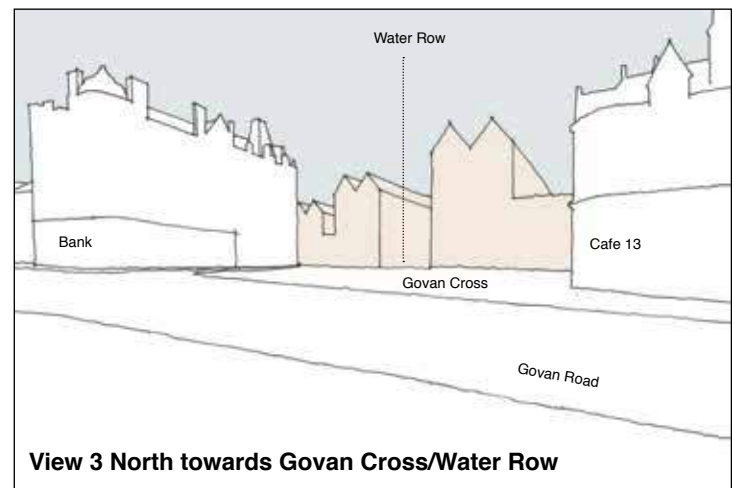 Water Row
Bank
Cafe 13
Govan Cross
Govan Road
View 3 North towards Govan Cross/Water Row